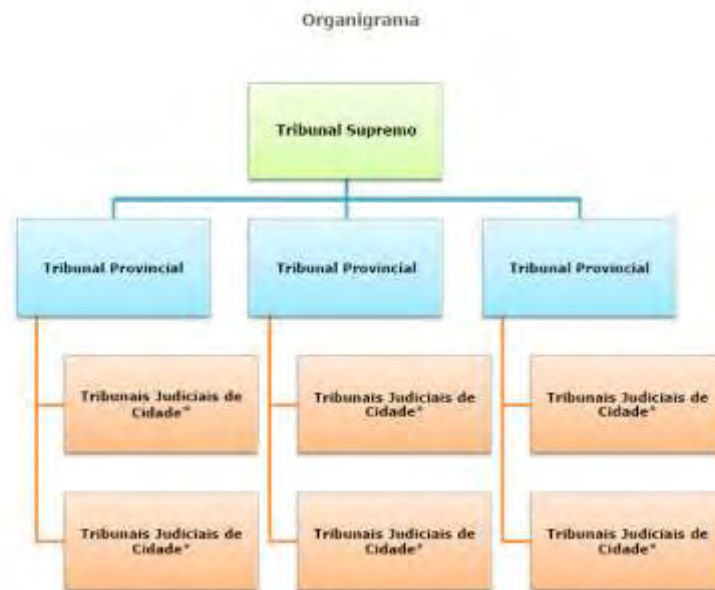 Organigrama
Tribunal Supremo
Tribunal Provincial
Tribunal Provincial
Tribunal Provincial
Tribunais Judiciais de
Cidade*
Tribunais Judiciais de
Cidade*
Tribunais Judiciais de
Cidade*
Tribunais Judiciais de
Cidade*
Tribunais Judiciais de
Cidade*
Tribunais Judiciais de
Cidade*